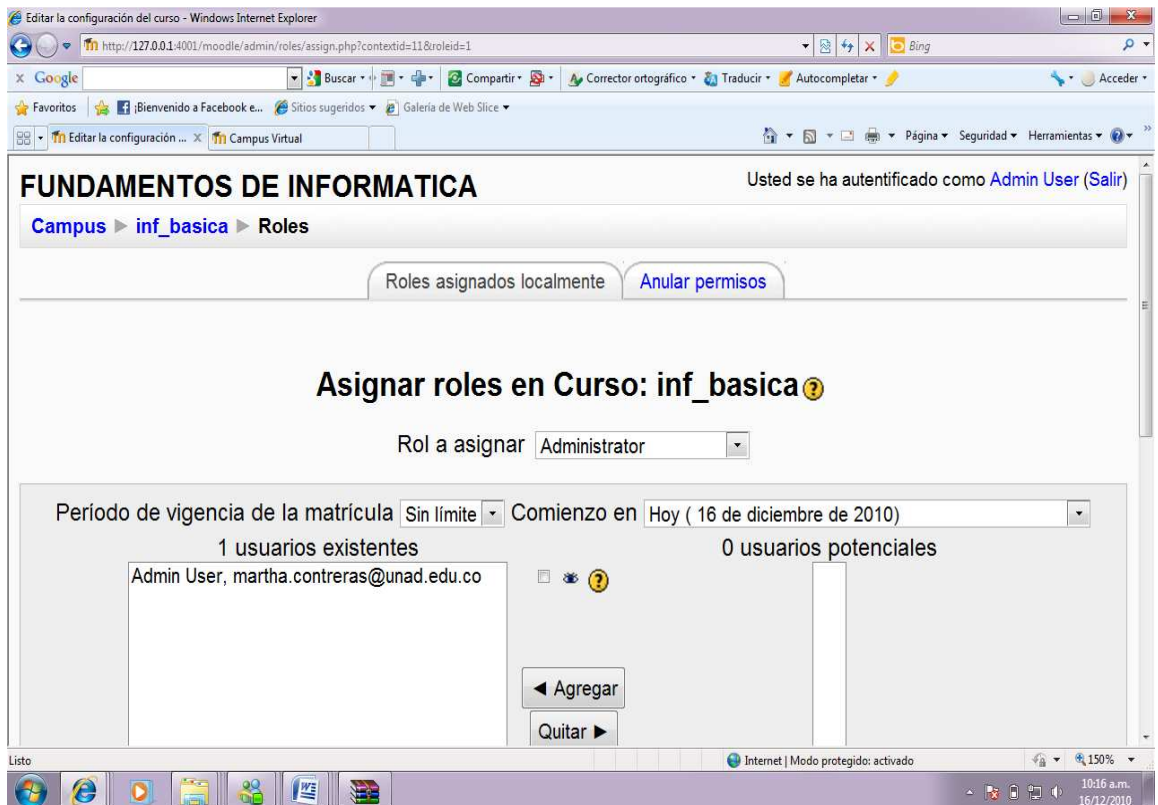 Editar la configuración del curso - Windows Internet Explorer
http://127.0.0.1:4001/moodle/admin/roles/assign.php?contextid=11&roleid=1
Bing
x Google
Buscar
Compartir
Corrector ortográfico
Traducir
Autocompletar
Acceder
Favoritos
¡Bienvenido a Facebook e...
Sitios sugeridos
Galería de Web Slice
Editar la configuración ... X
Campus Virtual
Página
Seguridad
Herramientas
FUNDAMENTOS DE INFORMATICA
Usted se ha autentificado como Admin User (Salir)
Campus ► inf_basica ► Roles
Roles asignados localmente
Anular permisos
Asignar roles en Curso: inf_basica
Rol a asignar Administrator
Período de vigencia de la matrícula Sin límite Comienzo en Hoy ( 16 de diciembre de 2010)
1 usuarios existentes
0 usuarios potenciales
Admin User, martha.contreras@unad.edu.co
◄ Agregar
Quitar ►
Listo
Internet | Modo protegido: activado
150%
10:16 a.m.
16/12/2010